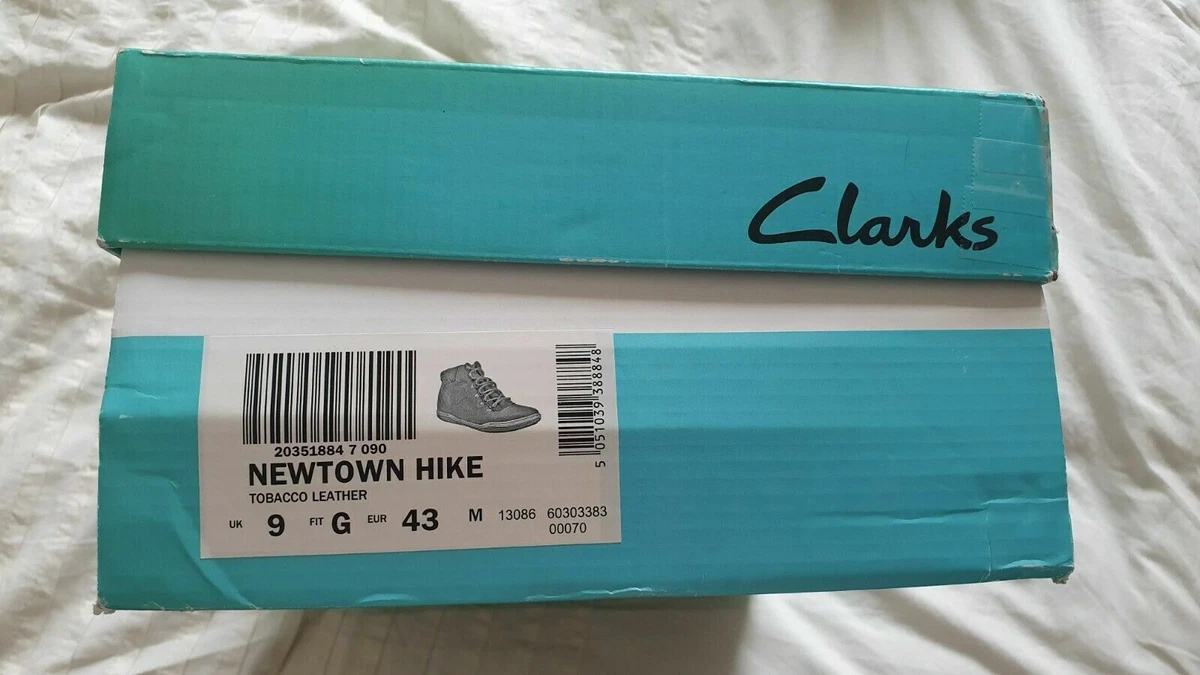 Clarks
20351884 7 090
NEWTOWN HIKE
TOBACCO LEATHER
UK 9 FIT G EUR 43 M 13086 60303383
00070
5 051039 388848